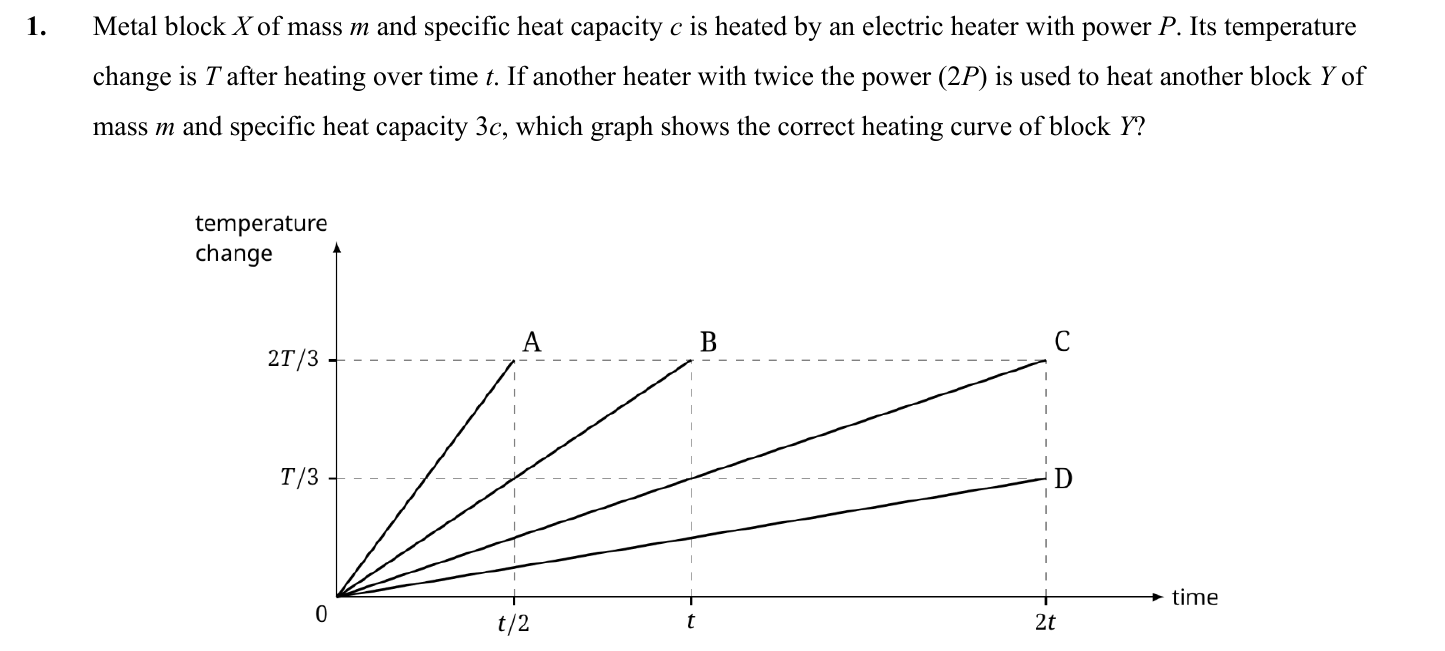 1. Metal block X of mass m and specific heat capacity c is heated by an electric heater with power P. Its temperature
change is T after heating over time t. If another heater with twice the power (2P) is used to heat another block Y of
mass m and specific heat capacity 3c, which graph shows the correct heating curve of block Y?
temperature
change
A
B
C
2T/3
T/3
D
time
0
t/2
t
2t